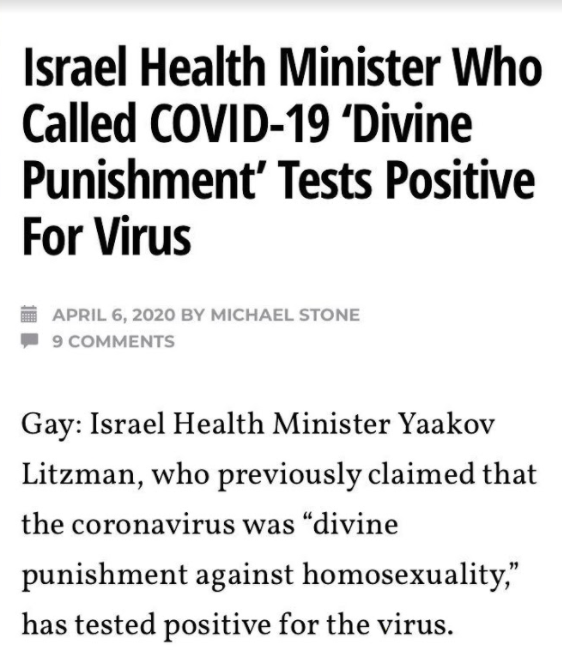 Israel Health Minister Who
Called COVID-19 ‘Divine
Punishment’ Tests Positive
For Virus
APRIL 6, 2020 BY MICHAEL STONE
9 COMMENTS
Gay: Israel Health Minister Yaakov
Litzman, who previously claimed that
the coronavirus was “divine
punishment against homosexuality,”
has tested positive for the virus.